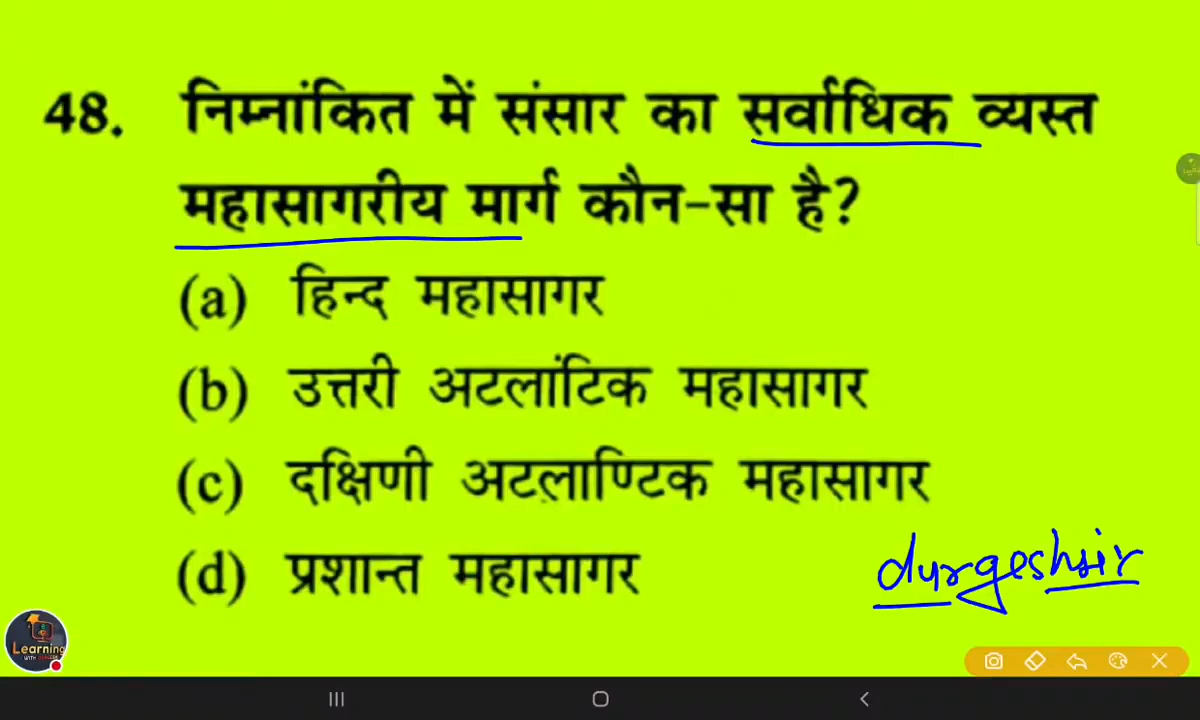 48. निम्नांकित में संसार का सर्वाधिक व्यस्त
महासागरीय मार्ग कौन-सा है?
(a) हिन्द महासागर
(b) उत्तरी अटलांटिक महासागर
(c) दक्षिणी अटलाण्टिक महासागर
(d) प्रशान्त महासागर
durgeshsir
Learning